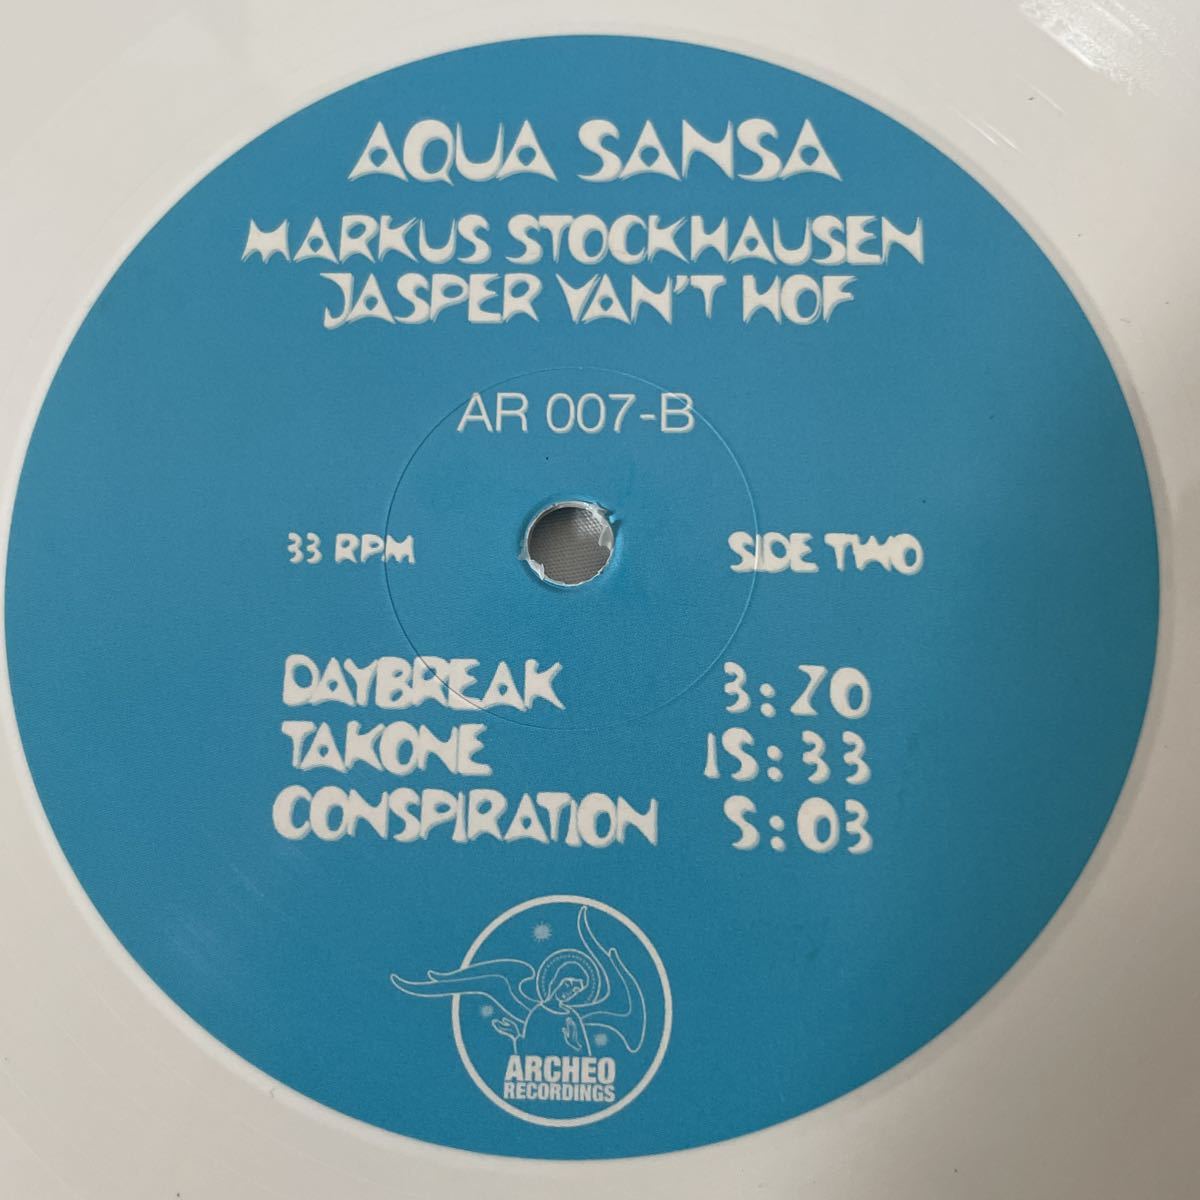 AQUA SANSA
MARKUS STOCKHAUSEN
JASPER VAN'T HOF
AR 007-B
33 RPM
SIDE TWO
DAYBREAK 3:20
TAKONE 15:33
CONSPIRATION 5:03
ARCHEO
RECORDINGS